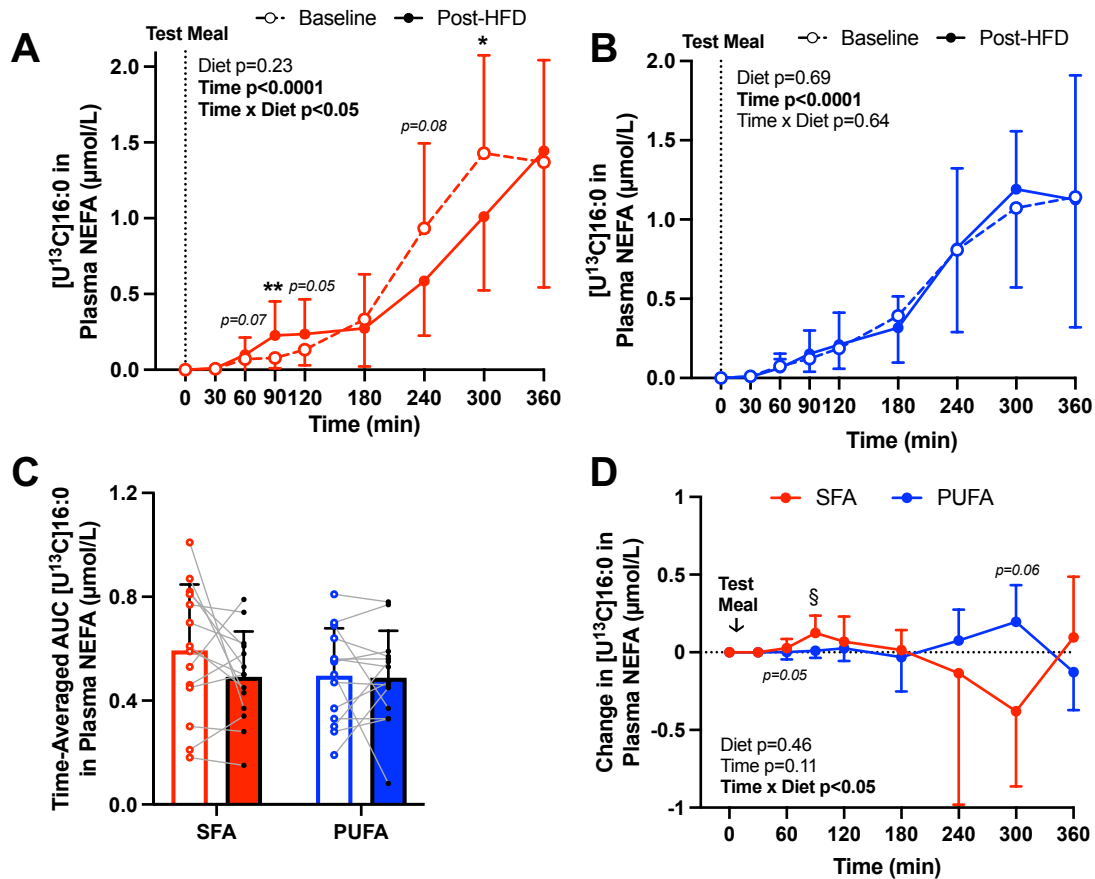 A
Baseline Post-HFD
Test Meal
Diet p=0.23
Time p<0.0001
Time x Diet p<0.05
p=0.07
**
p=0.05
p=0.08
*
2.0
1.5
1.0
0.5
0.0
[U¹³C]16:0 in
Plasma NEFA (µmol/L)
0 30 60 90 120 180 240 300 360
Time (min)
B
Baseline Post-HFD
Test Meal
Diet p=0.69
Time p<0.0001
Time x Diet p=0.64
2.0
1.5
1.0
0.5
0.0
[U¹³C]16:0 in
Plasma NEFA (µmol/L)
0 30 60 90 120 180 240 300 360
Time (min)
C
1.2
0.8
0.4
0.0
Time-Averaged AUC [U¹³C]16:0
in Plasma NEFA (µmol/L)
SFA PUFA
D
SFA PUFA
Test
Meal
↓
§
p=0.05
p=0.06
Diet p=0.46
Time p=0.11
Time x Diet p<0.05
1
0.5
0
-0.5
-1
Change in [U¹³C]16:0 in
Plasma NEFA (µmol/L)
0 60 120 180 240 300 360
Time (min)